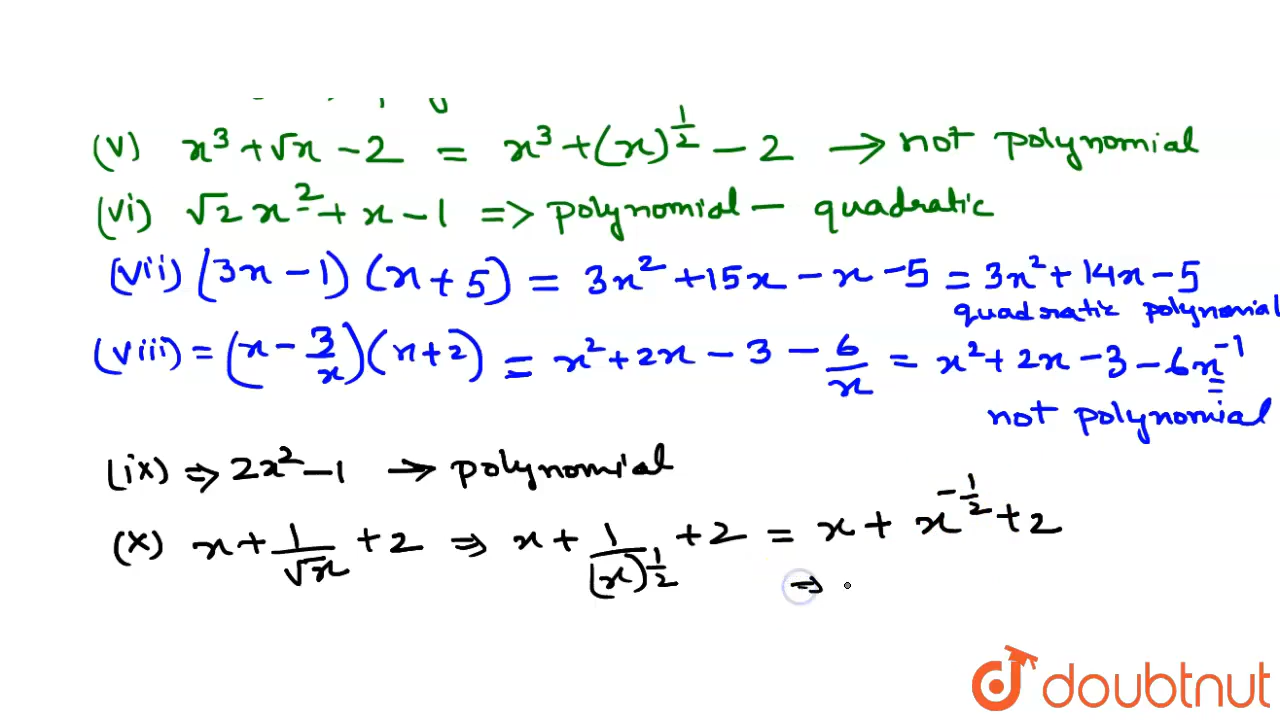 (v) x³ + √x − 2 = x³ + (x)^½ − 2 → not polynomial
(vi) √2 x² + x − 1 => polynomial − quadratic
(vii) (3x − 1)(x + 5) = 3x² + 15x − x − 5 = 3x² + 14x − 5
quadratic polynomial
(viii) = (x − 3/x)(x + 2) = x² + 2x − 3 − 6/x = x² + 2x − 3 − 6x⁻¹
not polynomial
(ix) ⇒ 2x² − 1 → polynomial
(x) x + 1/√x + 2 ⇒ x + 1/(x)^½ + 2 = x + x^−½ + 2
⇒
doubtnut